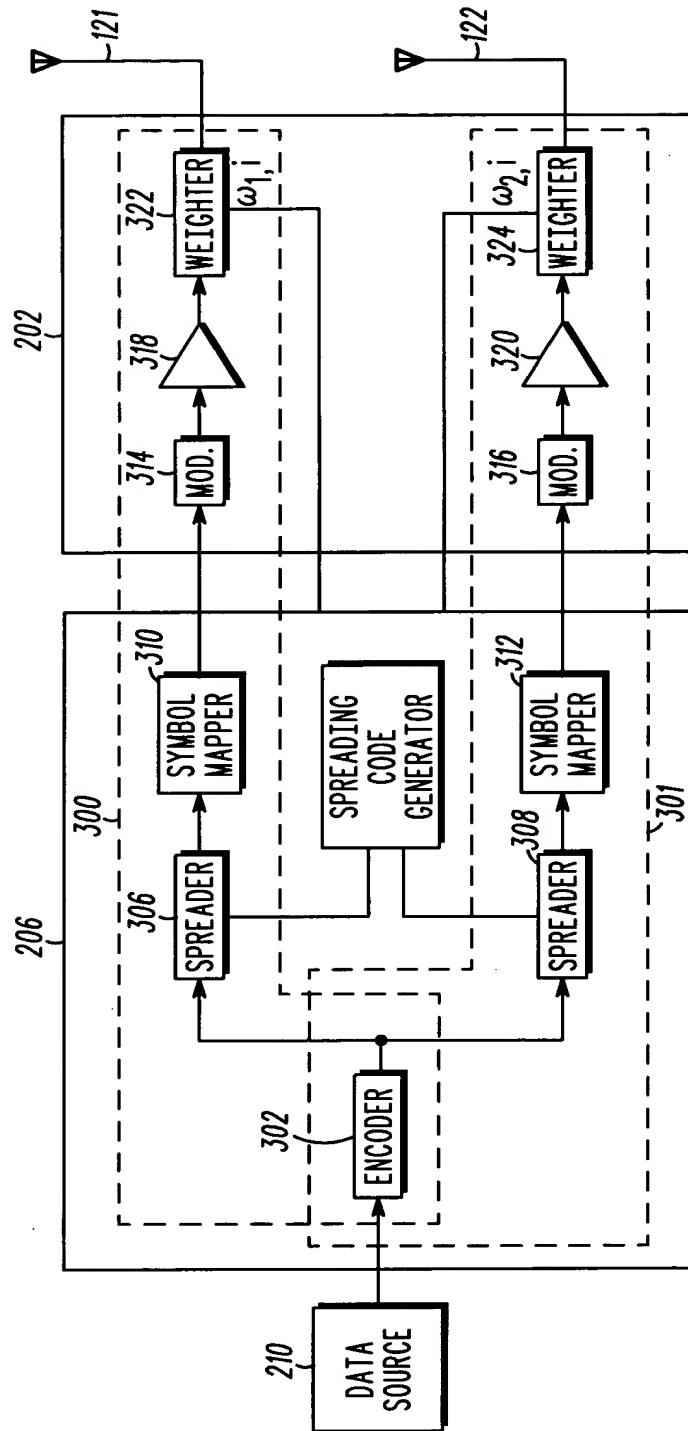 210
DATA
SOURCE
206
300
302
ENCODER
306
SPREADER
310
SYMBOL
MAPPER
SPREADING
CODE
GENERATOR
308
SPREADER
312
SYMBOL
MAPPER
301
202
314
MOD.
318
322
WEIGHTER
ω1, i
121
316
MOD.
320
324
WEIGHTER
ω2, i
122